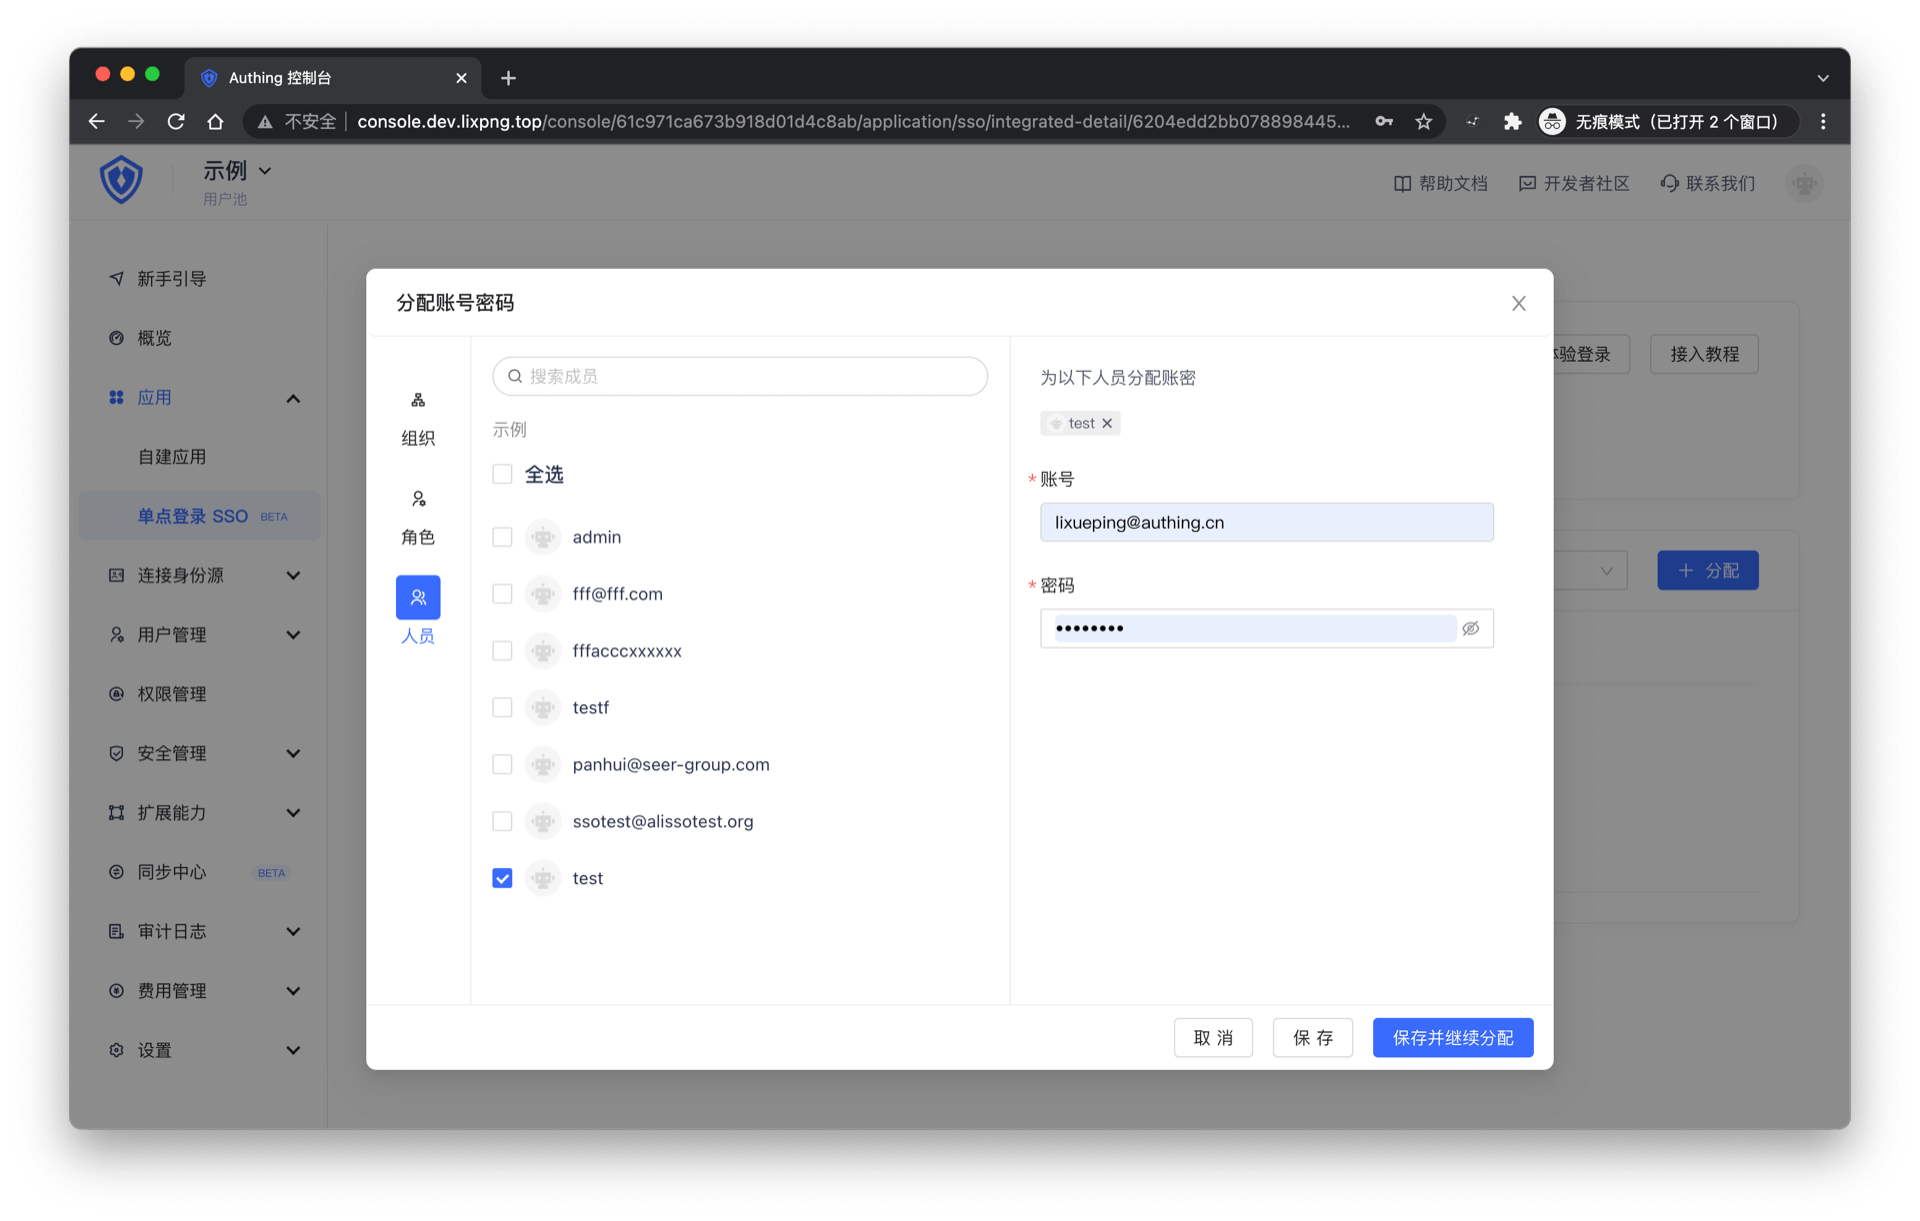 Authing 控制台
不安全
console.dev.lixpng.top/console/61c971ca673b918d01d4c8ab/application/sso/integrated-detail/6204edd2bb078898445...
无痕模式（已打开 2 个窗口）
示例
用户池
帮助文档
开发者社区
联系我们
新手引导
概览
应用
自建应用
单点登录 SSO BETA
连接身份源
用户管理
权限管理
安全管理
扩展能力
同步中心 BETA
审计日志
费用管理
设置
验登录
接入教程
分配
分配账号密码
组织
角色
人员
搜索成员
示例
全选
admin
fff@fff.com
fffacccxxxxxx
testf
panhui@seer-group.com
ssotest@alissotest.org
test
为以下人员分配账密
test
*账号
lixueping@authing.cn
*密码
••••••••
取 消
保 存
保存并继续分配